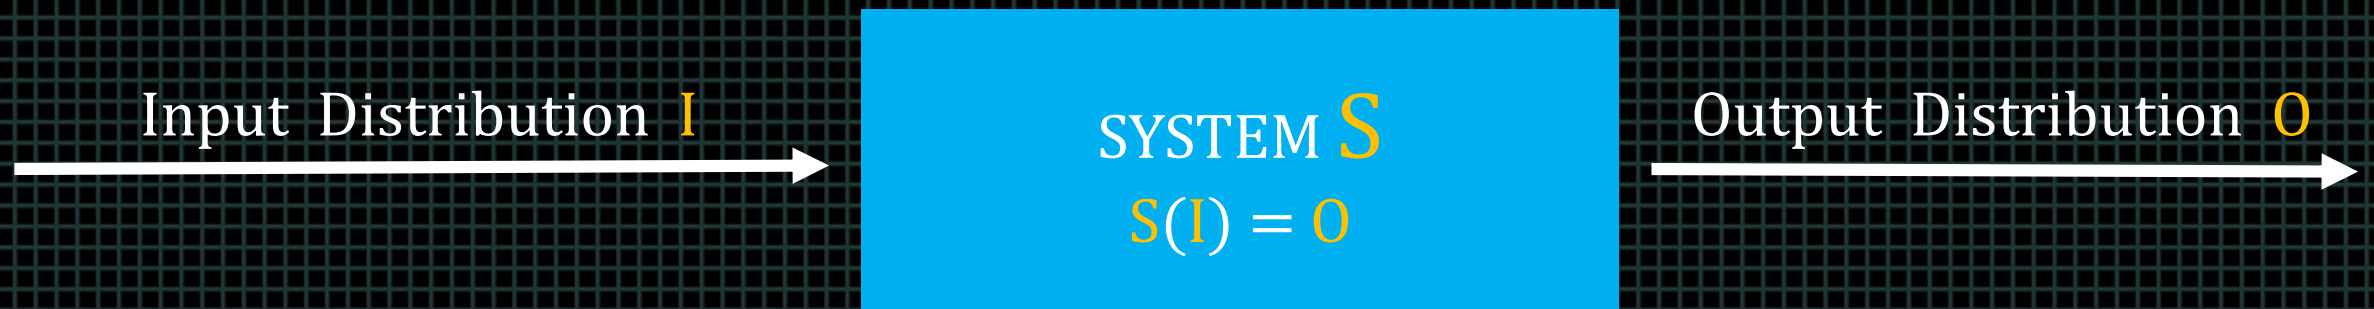 Input Distribution I
SYSTEM S
S(I) = O
Output Distribution O